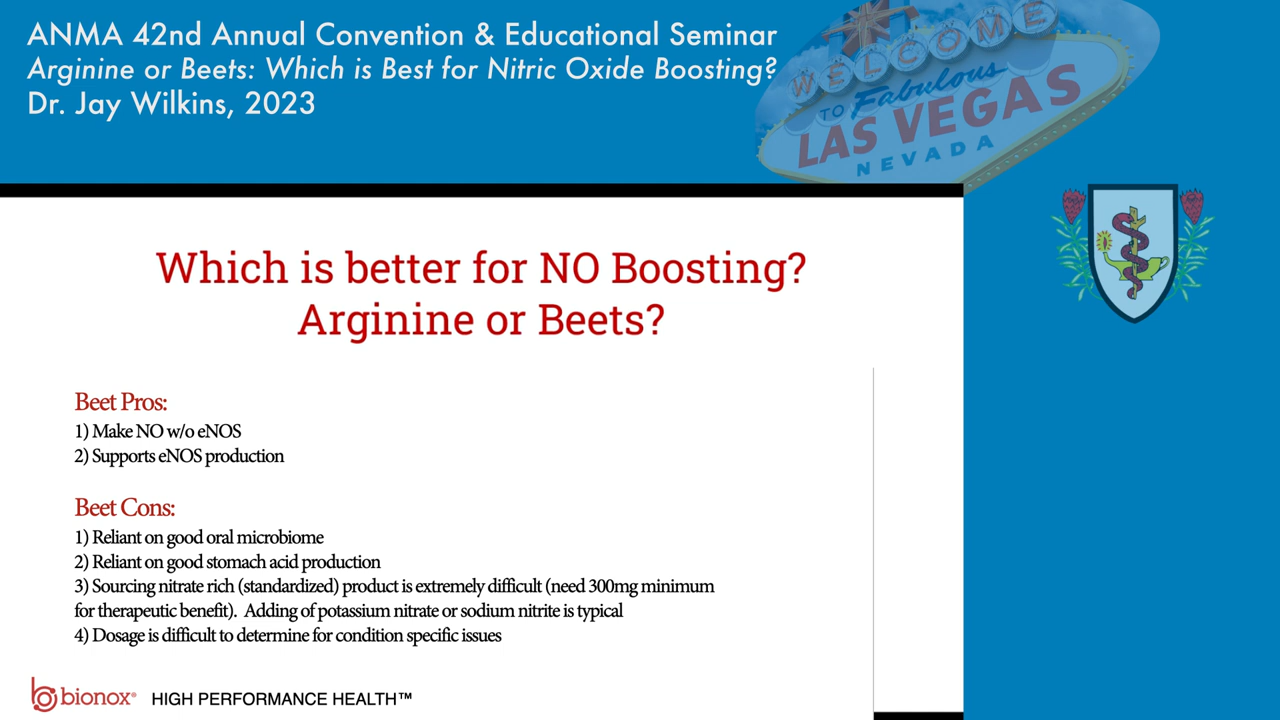 ANMA 42nd Annual Convention & Educational Seminar
Arginine or Beets: Which is Best for Nitric Oxide Boosting?
Dr. Jay Wilkins, 2023
WELCOME
TO Fabulous
LAS VEGAS
NEVADA
Which is better for NO Boosting?
Arginine or Beets?
Beet Pros:
1) Make NO w/o eNOS
2) Supports eNOS production
Beet Cons:
1) Reliant on good oral microbiome
2) Reliant on good stomach acid production
3) Sourcing nitrate rich (standardized) product is extremely difficult (need 300mg minimum
for therapeutic benefit). Adding of potassium nitrate or sodium nitrite is typical
4) Dosage is difficult to determine for condition specific issues
bionox® HIGH PERFORMANCE HEALTH™